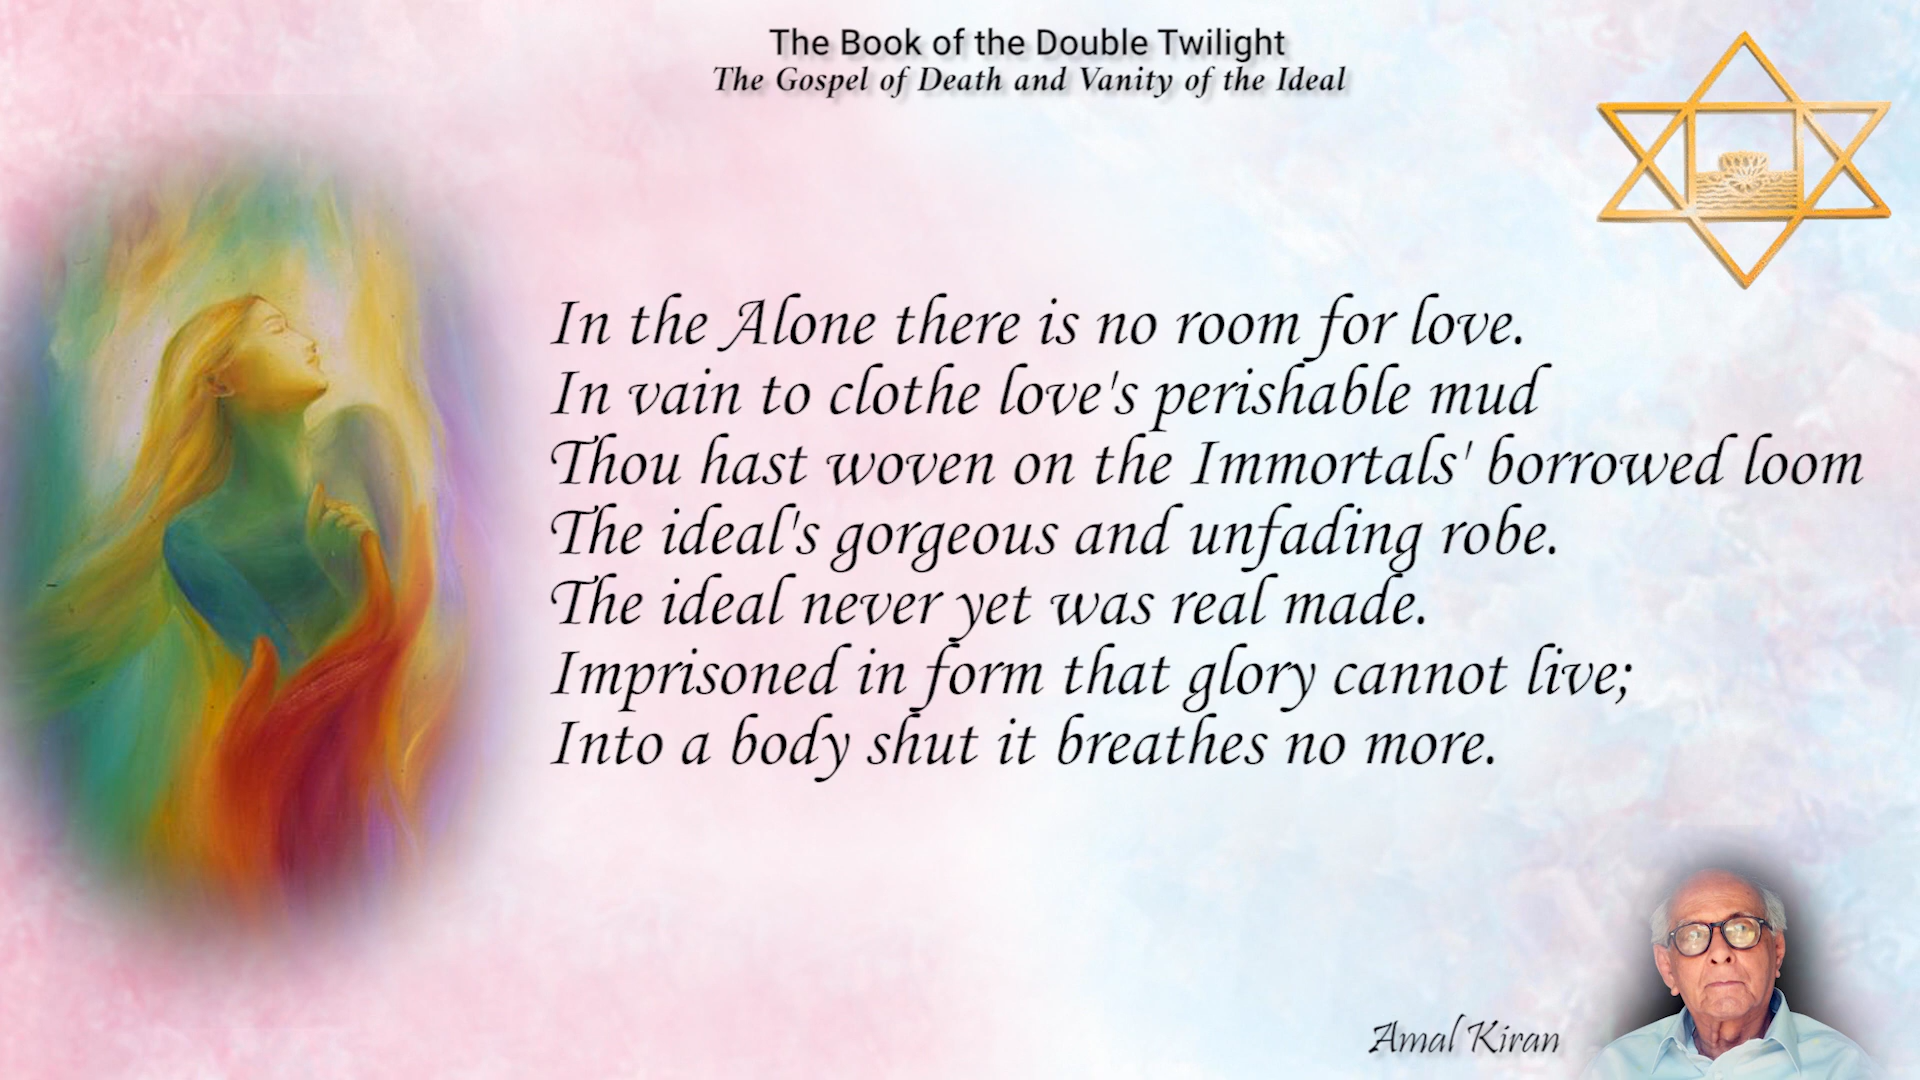 The Book of the Double Twilight
The Gospel of Death and Vanity of the Ideal
In the Alone there is no room for love.
In vain to clothe love's perishable mud
Thou hast woven on the Immortals' borrowed loom
The ideal's gorgeous and unfading robe.
The ideal never yet was real made.
Imprisoned in form that glory cannot live;
Into a body shut it breathes no more.
Amal Kiran